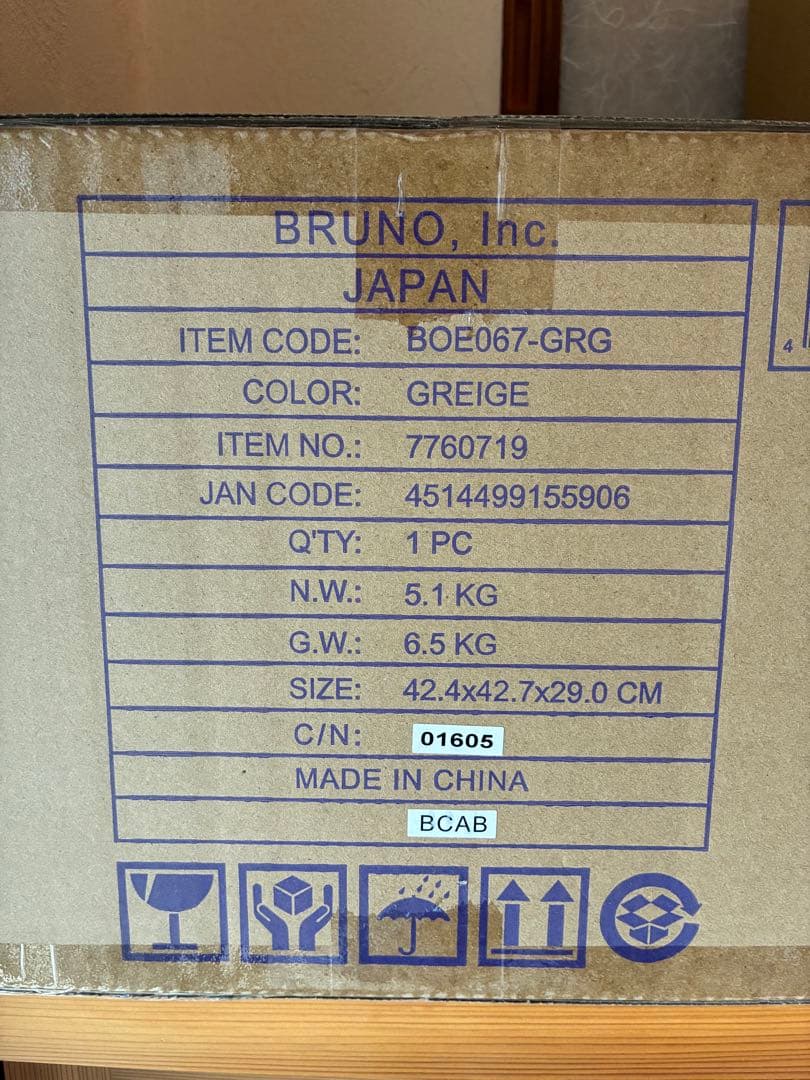 BRUNO, Inc.
JAPAN
ITEM CODE: BOE067-GRG
COLOR: GREIGE
ITEM NO.: 7760719
JAN CODE: 4514499155906
Q'TY: 1 PC
N.W.: 5.1 KG
G.W.: 6.5 KG
SIZE: 42.4x42.7x29.0 CM
C/N: 01605
MADE IN CHINA
BCAB
4